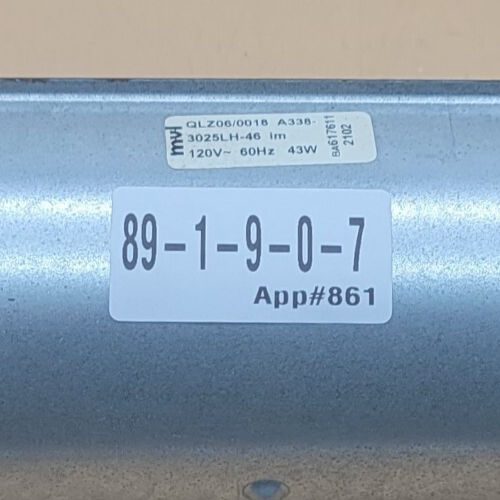 mvl
QLZ06/0018 A338-
3025LH-46 im
120V~ 60Hz 43W
BA617611
2102
89-1-9-0-7
App#861